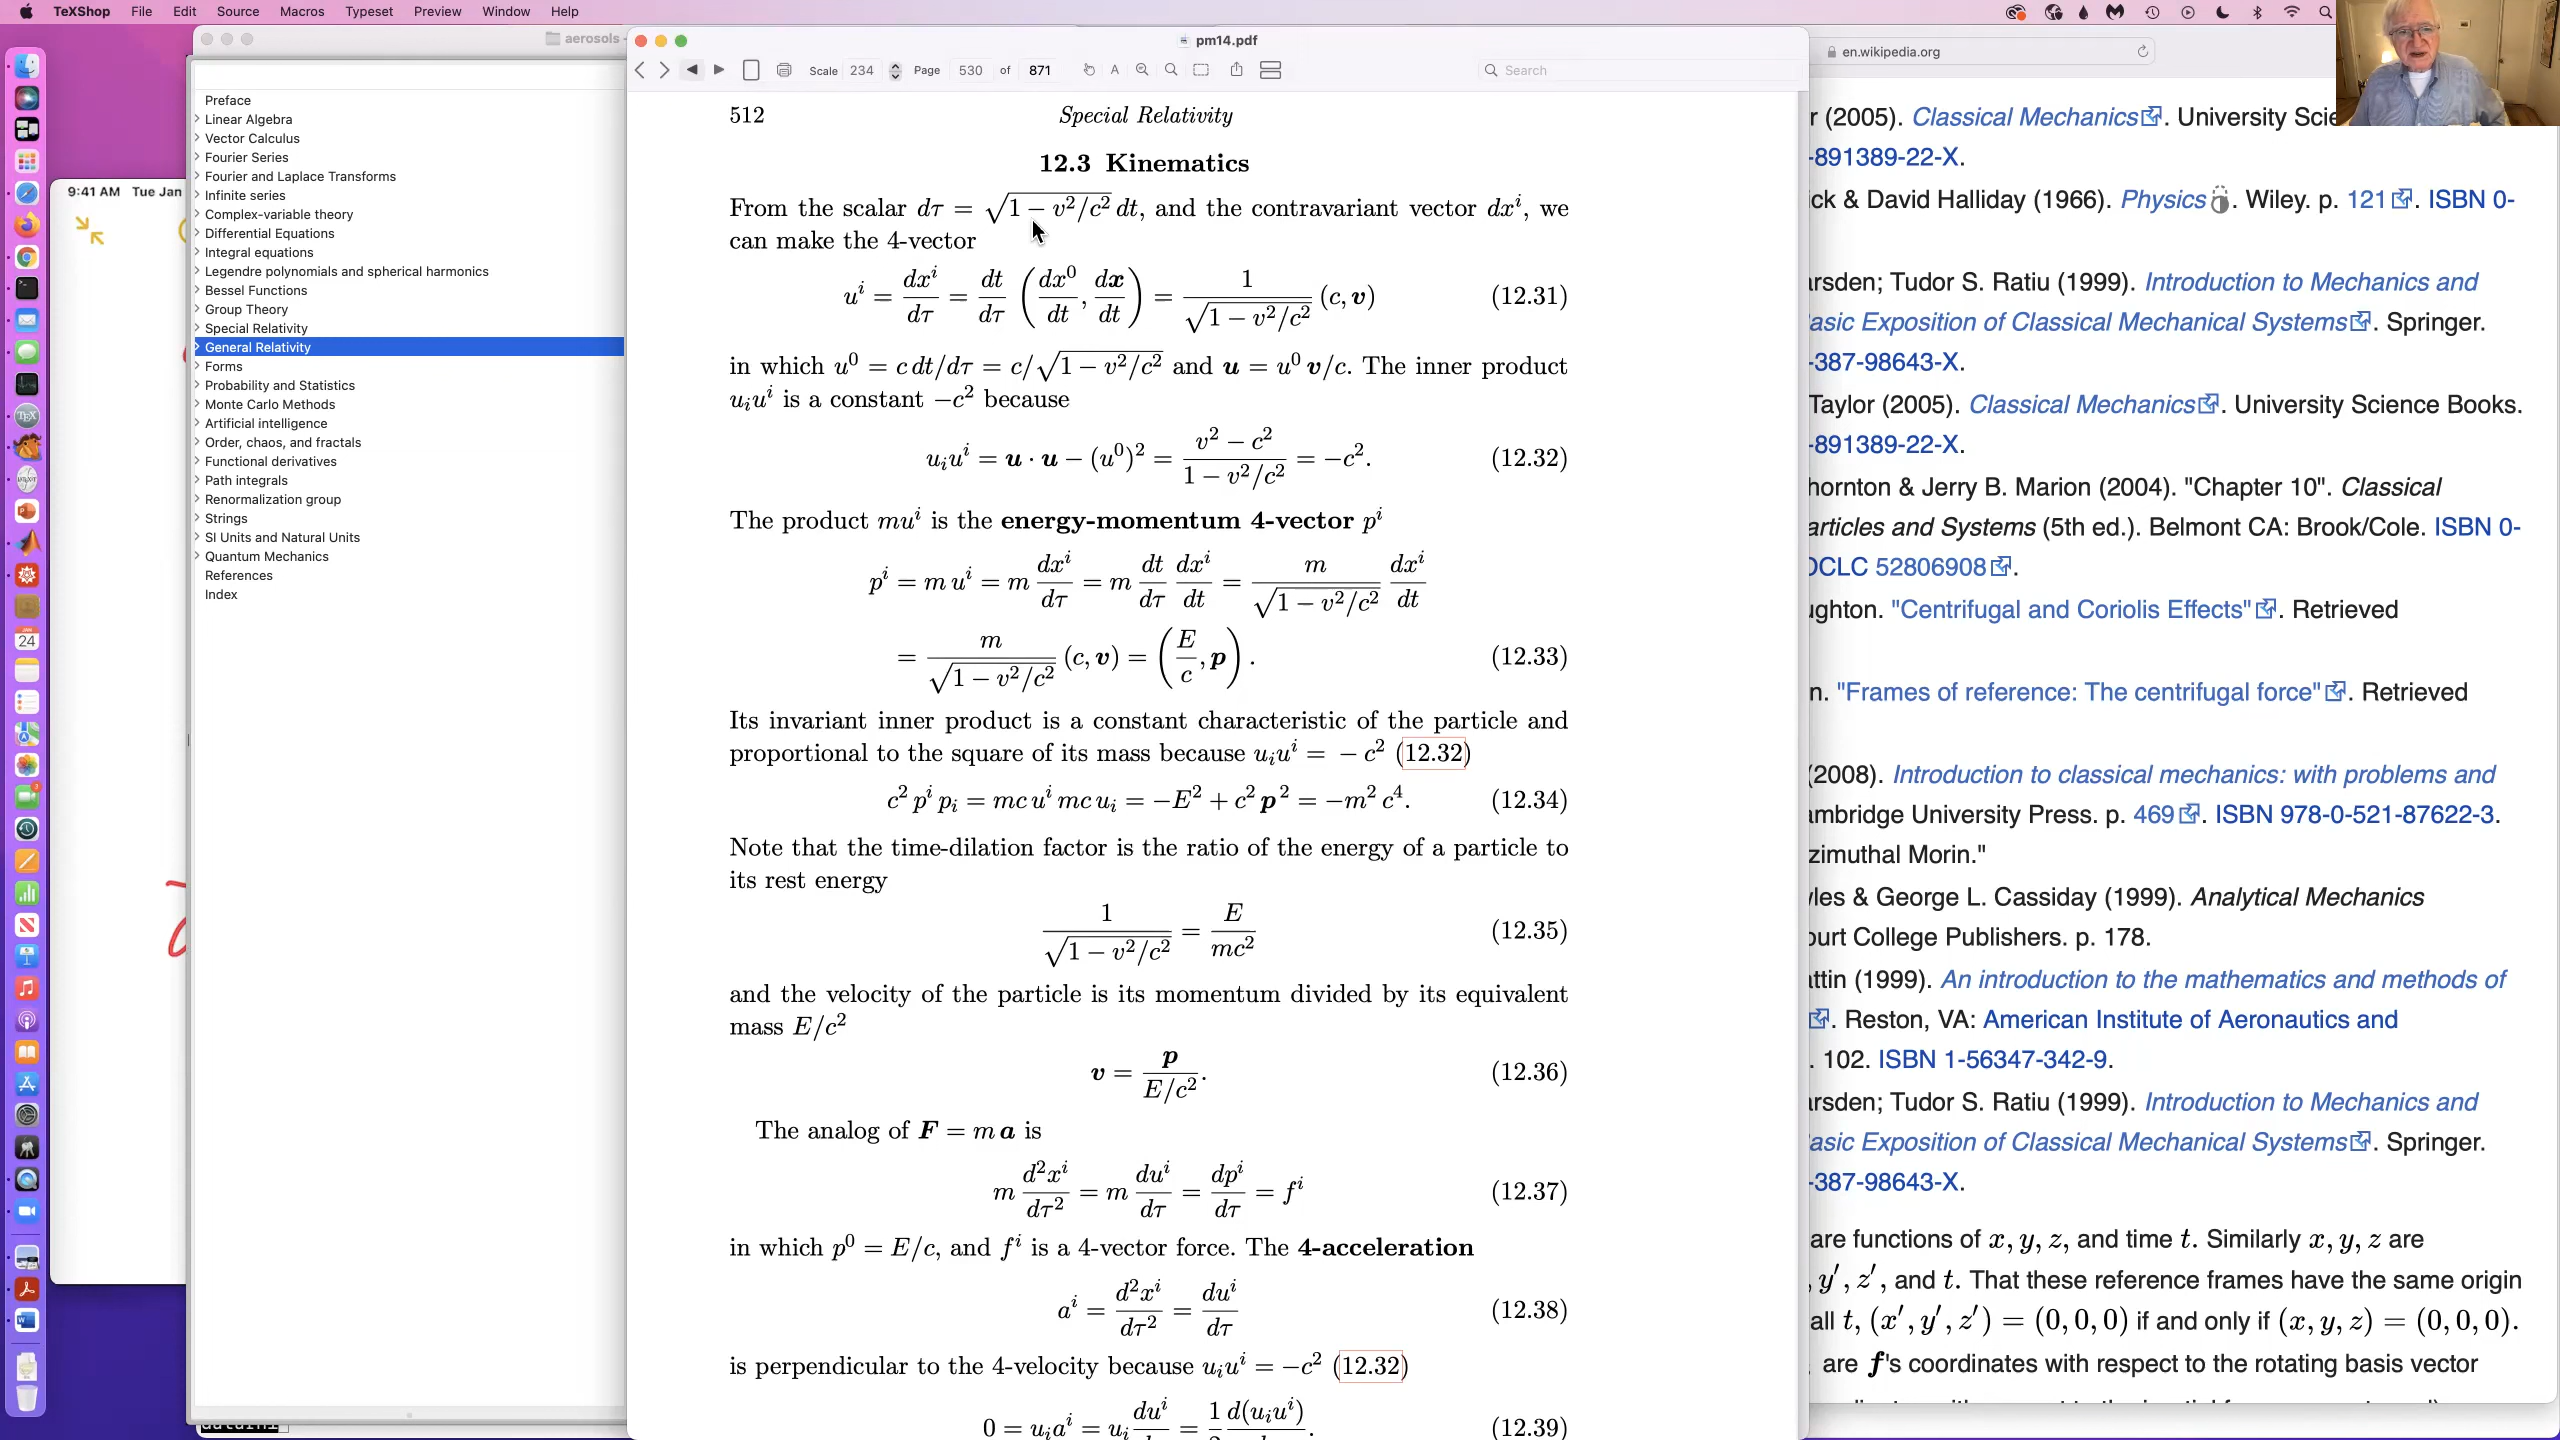 TeXShop File Edit Source Macros Typeset Preview Window Help
aerosols
pm14.pdf
Scale 234 Page 530 of 871 Search
9:41 AM Tue Jan
Preface
Linear Algebra
Vector Calculus
Fourier Series
Fourier and Laplace Transforms
Infinite series
Complex-variable theory
Differential Equations
Integral equations
Legendre polynomials and spherical harmonics
Bessel Functions
Group Theory
Special Relativity
General Relativity
Forms
Probability and Statistics
Monte Carlo Methods
Artificial intelligence
Order, chaos, and fractals
Functional derivatives
Path integrals
Renormalization group
Strings
SI Units and Natural Units
Quantum Mechanics
References
Index
512 Special Relativity
12.3 Kinematics
From the scalar dτ = √(1 − v²/c²) dt, and the contravariant vector dxⁱ, we
can make the 4-vector
uⁱ = dxⁱ/dτ = dt/dτ (dx⁰/dt, d𝒙/dt) = 1/√(1 − v²/c²) (c, 𝒗) (12.31)
in which u⁰ = c dt/dτ = c/√(1 − v²/c²) and 𝒖 = u⁰ 𝒗/c. The inner product
uᵢuⁱ is a constant −c² because
uᵢuⁱ = 𝒖 · 𝒖 − (u⁰)² = (v² − c²)/(1 − v²/c²) = −c². (12.32)
The product muⁱ is the energy-momentum 4-vector pⁱ
pⁱ = m uⁱ = m dxⁱ/dτ = m dt/dτ dxⁱ/dt = m/√(1 − v²/c²) dxⁱ/dt
= m/√(1 − v²/c²) (c, 𝒗) = (E/c, 𝒑). (12.33)
Its invariant inner product is a constant characteristic of the particle and
proportional to the square of its mass because uᵢuⁱ = − c² (12.32)
c² pⁱ pᵢ = mc uⁱ mc uᵢ = −E² + c² 𝒑² = −m² c⁴. (12.34)
Note that the time-dilation factor is the ratio of the energy of a particle to
its rest energy
1/√(1 − v²/c²) = E/mc² (12.35)
and the velocity of the particle is its momentum divided by its equivalent
mass E/c²
𝒗 = 𝒑/(E/c²). (12.36)
The analog of 𝑭 = m 𝒂 is
m d²xⁱ/dτ² = m duⁱ/dτ = dpⁱ/dτ = fⁱ (12.37)
in which p⁰ = E/c, and fⁱ is a 4-vector force. The 4-acceleration
aⁱ = d²xⁱ/dτ² = duⁱ/dτ (12.38)
is perpendicular to the 4-velocity because uᵢuⁱ = −c² (12.32)
0 = uᵢaⁱ = uᵢ duⁱ = 1 d(uᵢuⁱ). (12.39)
en.wikipedia.org
r (2005). Classical Mechanics. University Scie
-891389-22-X.
ick & David Halliday (1966). Physics. Wiley. p. 121. ISBN 0-
arsden; Tudor S. Ratiu (1999). Introduction to Mechanics and
asic Exposition of Classical Mechanical Systems. Springer.
-387-98643-X.
Taylor (2005). Classical Mechanics. University Science Books.
-891389-22-X.
hornton & Jerry B. Marion (2004). "Chapter 10". Classical
articles and Systems (5th ed.). Belmont CA: Brook/Cole. ISBN 0-
OCLC 52806908.
ughton. "Centrifugal and Coriolis Effects". Retrieved
n. "Frames of reference: The centrifugal force". Retrieved
(2008). Introduction to classical mechanics: with problems and
ambridge University Press. p. 469. ISBN 978-0-521-87622-3.
zimuthal Morin."
les & George L. Cassiday (1999). Analytical Mechanics
ourt College Publishers. p. 178.
attin (1999). An introduction to the mathematics and methods of
. Reston, VA: American Institute of Aeronautics and
. 102. ISBN 1-56347-342-9.
arsden; Tudor S. Ratiu (1999). Introduction to Mechanics and
asic Exposition of Classical Mechanical Systems. Springer.
-387-98643-X.
are functions of x, y, z, and time t. Similarly x, y, z are
, y′, z′, and t. That these reference frames have the same origin
all t, (x′, y′, z′) = (0, 0, 0) if and only if (x, y, z) = (0, 0, 0).
are 𝒇's coordinates with respect to the rotating basis vector